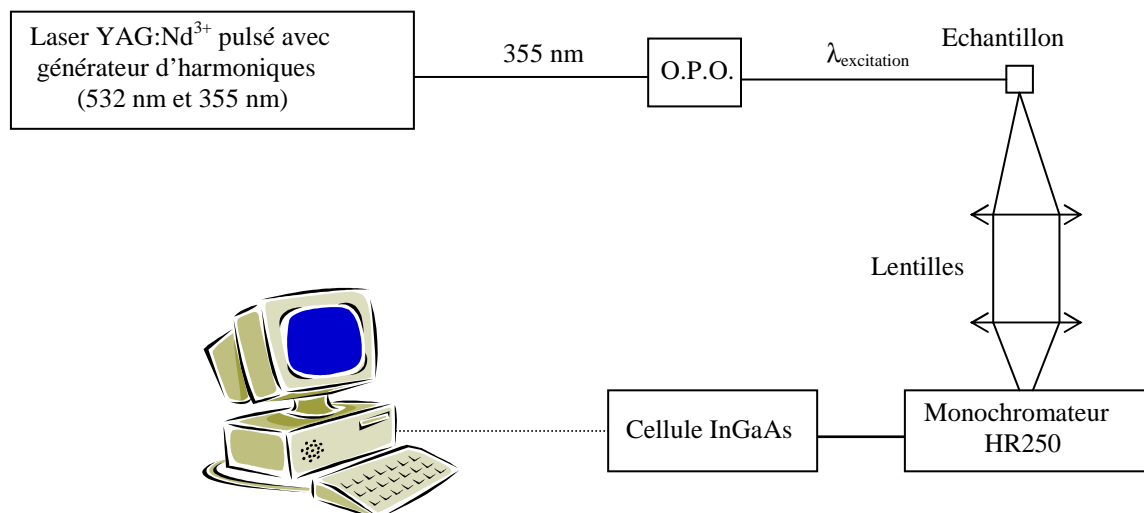 Laser YAG:Nd³⁺ pulsé avec
générateur d'harmoniques
(532 nm et 355 nm)
355 nm
O.P.O.
λexcitation
Echantillon
Lentilles
Cellule InGaAs
Monochromateur
HR250